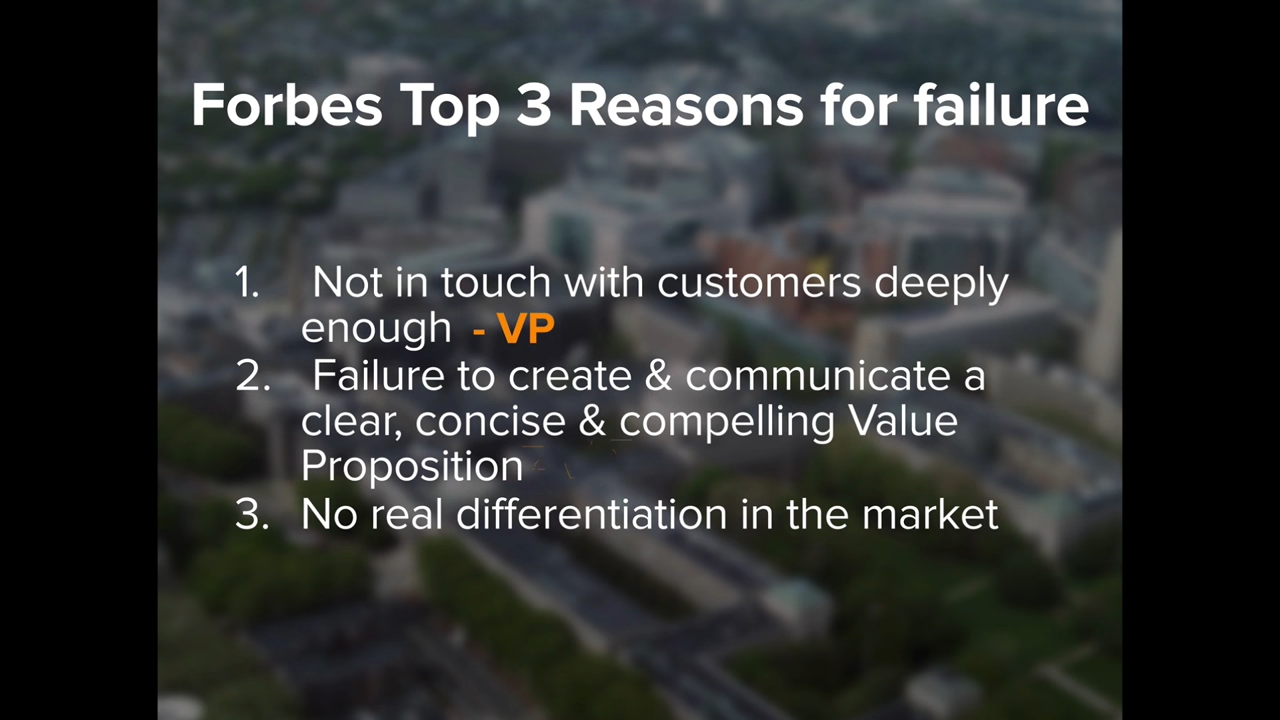 Forbes Top 3 Reasons for failure
1. Not in touch with customers deeply
enough - VP
2. Failure to create & communicate a
clear, concise & compelling Value
Proposition
3. No real differentiation in the market